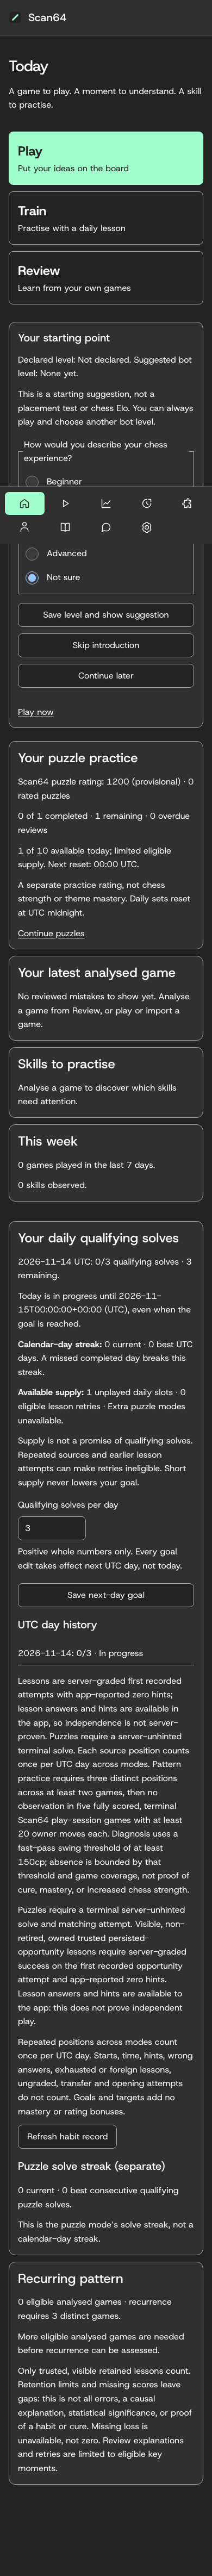 Scan64
Today
A game to play. A moment to understand. A skill
to practise.
Play
Put your ideas on the board
Train
Practise with a daily lesson
Review
Learn from your own games
Your starting point
Declared level: Not declared. Suggested bot
level: None yet.
This is a starting suggestion, not a
placement test or chess Elo. You can always
play and choose another bot level.
How would you describe your chess
experience?
Beginner
Advanced
Not sure
Save level and show suggestion
Skip introduction
Continue later
Play now
Your puzzle practice
Scan64 puzzle rating: 1200 (provisional) · 0
rated puzzles
0 of 1 completed · 1 remaining · 0 overdue
reviews
1 of 10 available today; limited eligible
supply. Next reset: 00:00 UTC.
A separate practice rating, not chess
strength or theme mastery. Daily sets reset
at UTC midnight.
Continue puzzles
Your latest analysed game
No reviewed mistakes to show yet. Analyse
a game from Review, or play or import a
game.
Skills to practise
Analyse a game to discover which skills
need attention.
This week
0 games played in the last 7 days.
0 skills observed.
Your daily qualifying solves
2026-11-14 UTC: 0/3 qualifying solves · 3
remaining.
Today is in progress until 2026-11-
15T00:00:00+00:00 (UTC), even when the
goal is reached.
Calendar-day streak: 0 current · 0 best UTC
days. A missed completed day breaks this
streak.
Available supply: 1 unplayed daily slots · 0
eligible lesson retries · Extra puzzle modes
unavailable.
Supply is not a promise of qualifying solves.
Repeated sources and earlier lesson
attempts can make retries ineligible. Short
supply never lowers your goal.
Qualifying solves per day
3
Positive whole numbers only. Every goal
edit takes effect next UTC day, not today.
Save next-day goal
UTC day history
2026-11-14: 0/3 · In progress
Lessons are server-graded first recorded
attempts with app-reported zero hints;
lesson answers and hints are available in
the app, so independence is not server-
proven. Puzzles require a server-unhinted
terminal solve. Each source position counts
once per UTC day across modes. Pattern
practice requires three distinct positions
across at least two games, then no
observation in five fully scored, terminal
Scan64 play-session games with at least
20 owner moves each. Diagnosis uses a
fast-pass swing threshold of at least
150cp; absence is bounded by that
threshold and game coverage, not proof of
cure, mastery, or increased chess strength.
Puzzles require a terminal server-unhinted
solve and matching attempt. Visible, non-
retired, owned trusted persisted-
opportunity lessons require server-graded
success on the first recorded opportunity
attempt and app-reported zero hints.
Lesson answers and hints are available to
the app: this does not prove independent
play.
Repeated positions across modes count
once per UTC day. Starts, time, hints, wrong
answers, exhausted or foreign lessons,
ungraded, transfer and opening attempts
do not count. Goals and targets add no
mastery or rating bonuses.
Refresh habit record
Puzzle solve streak (separate)
0 current · 0 best consecutive qualifying
puzzle solves.
This is the puzzle mode's solve streak, not a
calendar-day streak.
Recurring pattern
0 eligible analysed games · recurrence
requires 3 distinct games.
More eligible analysed games are needed
before recurrence can be assessed.
Only trusted, visible retained lessons count.
Retention limits and missing scores leave
gaps: this is not all errors, a causal
explanation, statistical significance, or proof
of a habit or cure. Missing loss is
unavailable, not zero. Review explanations
and retries are limited to eligible key
moments.